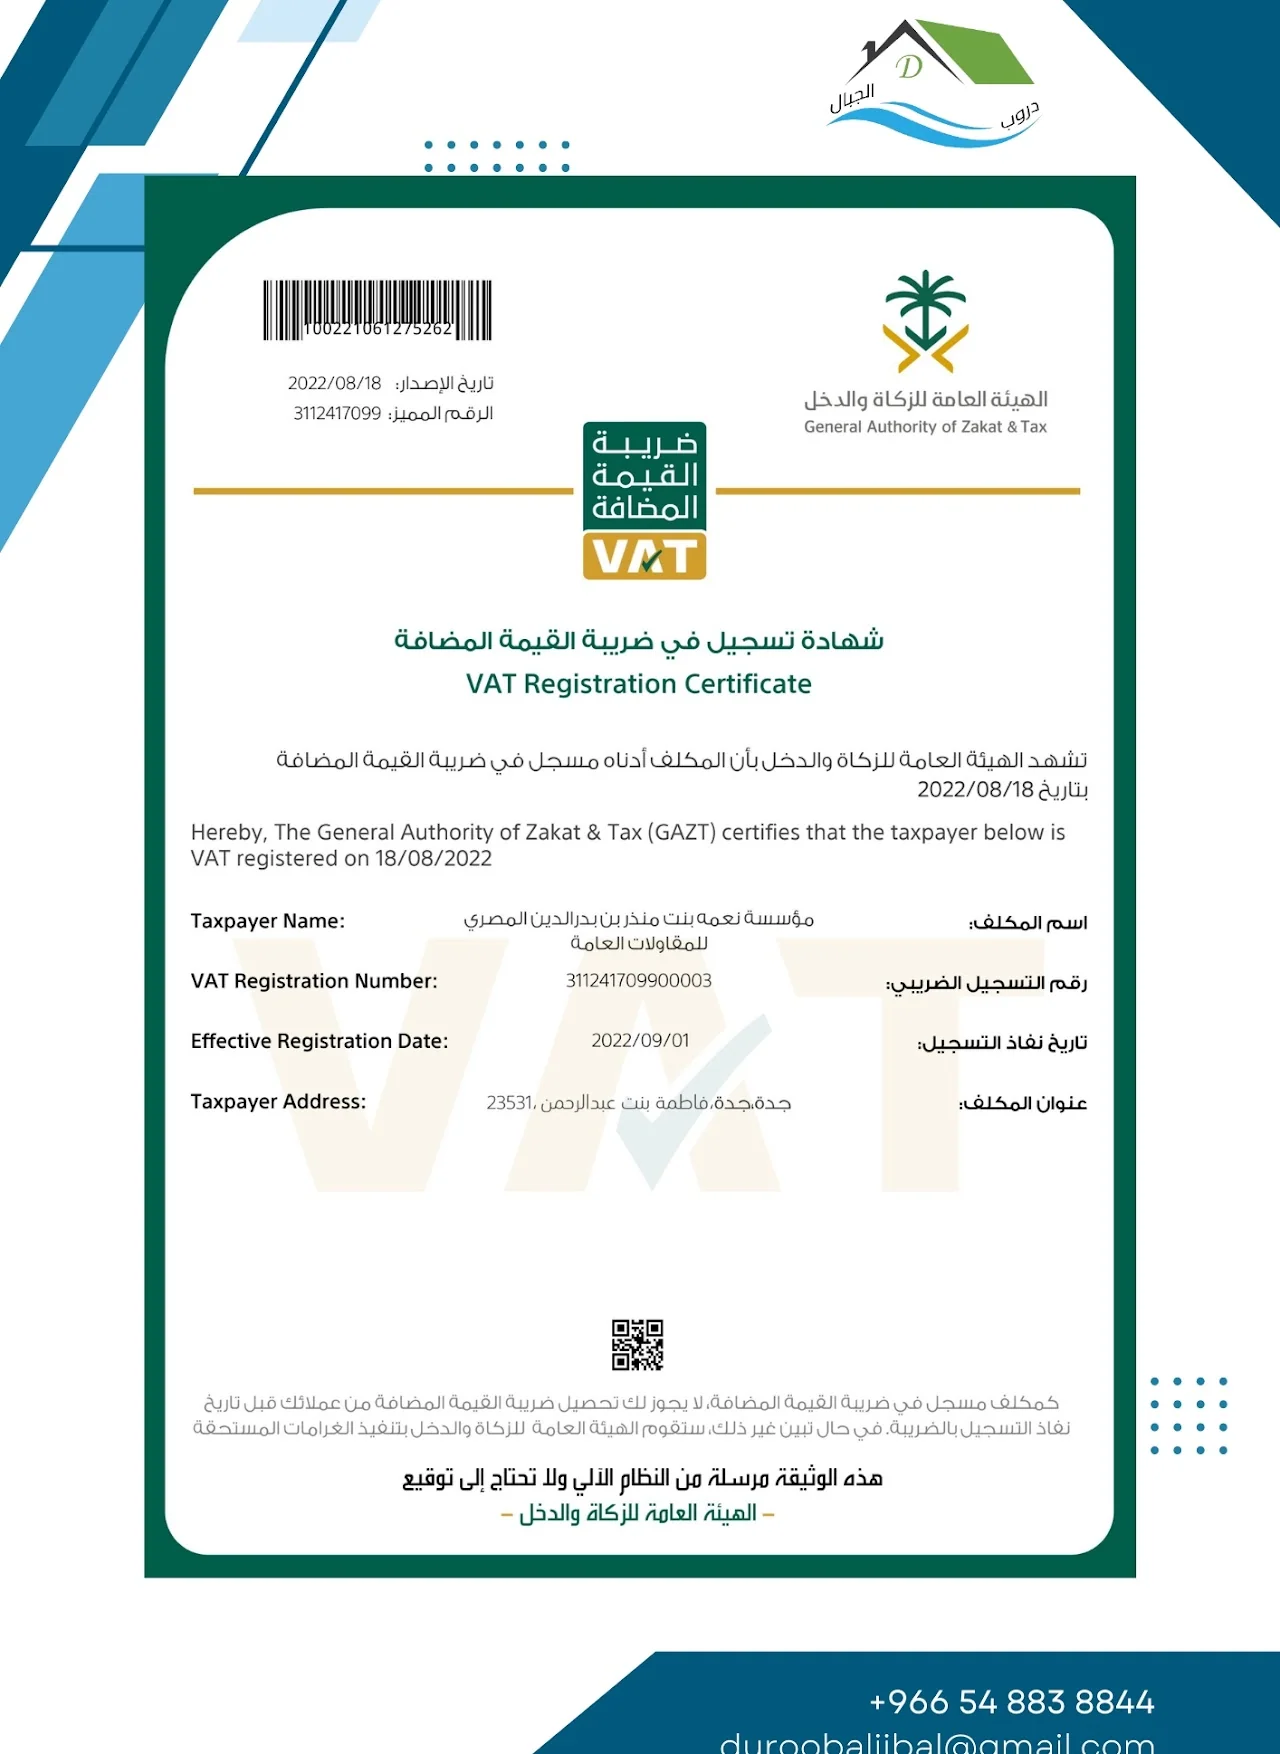 D
الجبال
دروب
100221061275262
تاريخ الإصدار: 2022/08/18
الرقم المميز: 3112417099
الهيئة العامة للزكاة والدخل
General Authority of Zakat & Tax
ضريبة
القيمة
المضافة
VAT
شهادة تسجيل في ضريبة القيمة المضافة
VAT Registration Certificate
تشهد الهيئة العامة للزكاة والدخل بأن المكلف أدناه مسجل في ضريبة القيمة المضافة
بتاريخ 2022/08/18
Hereby, The General Authority of Zakat & Tax (GAZT) certifies that the taxpayer below is
VAT registered on 18/08/2022
Taxpayer Name: مؤسسة نعمه بنت منذر بن بدرالدين المصري اسم المكلف:
للمقاولات العامة
VAT Registration Number: 311241709900003 رقم التسجيل الضريبي:
Effective Registration Date: 2022/09/01 تاريخ نفاذ التسجيل:
Taxpayer Address: جدة،جدة،فاطمة بنت عبدالرحمن ،23531 عنوان المكلف:
VAT
كمكلف مسجل في ضريبة القيمة المضافة، لا يجوز لك تحصيل ضريبة القيمة المضافة من عملائك قبل تاريخ
نفاذ التسجيل بالضريبة. في حال تبين غير ذلك، ستقوم الهيئة العامة للزكاة والدخل بتنفيذ الغرامات المستحقة
هذه الوثيقة مرسلة من النظام الآلي ولا تحتاج إلى توقيع
– الهيئة العامة للزكاة والدخل –
+966 54 883 8844
duroobaljibal@gmail.com